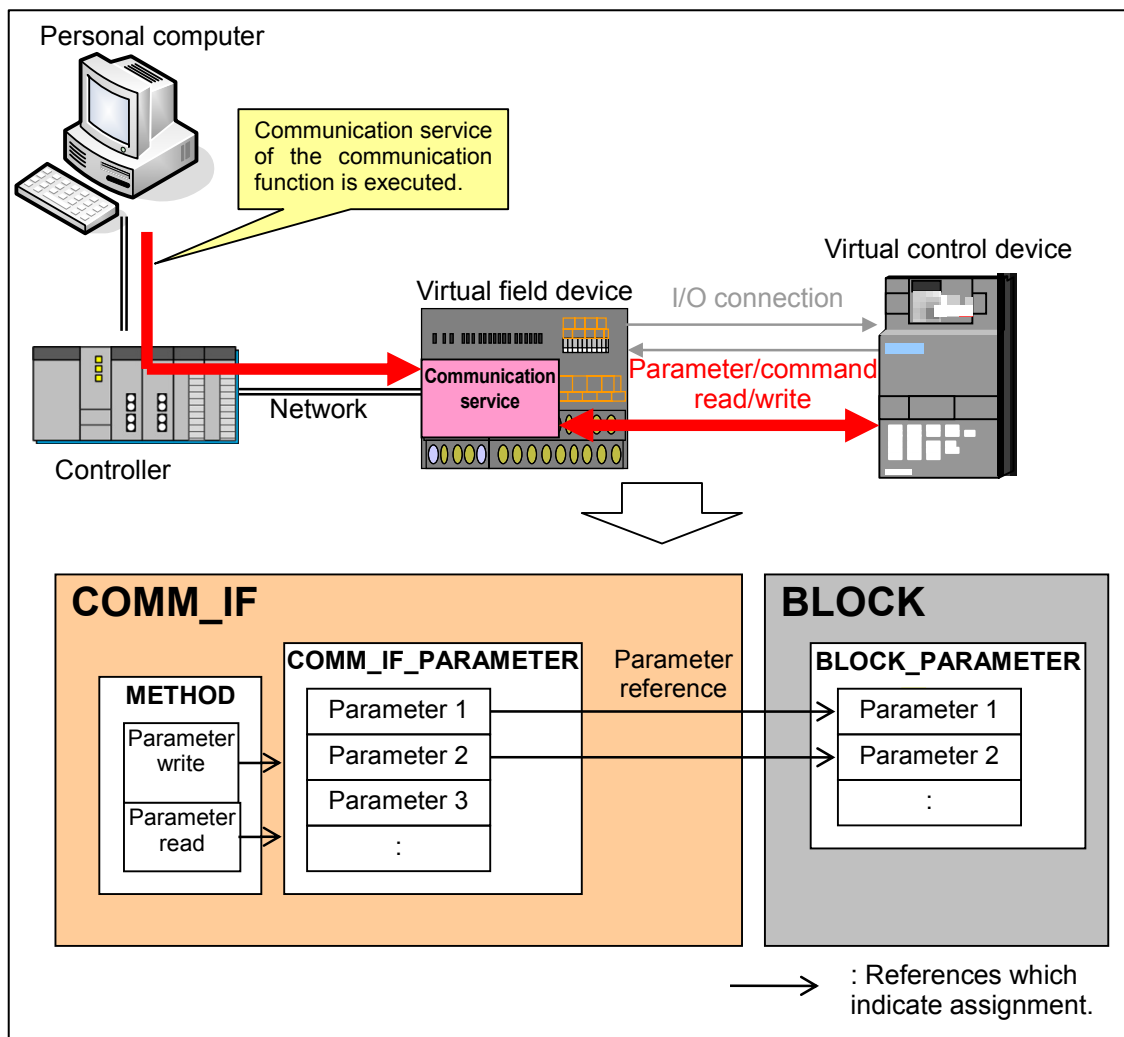 Personal computer
Communication service
of the communication
function is executed.
Virtual control device
Virtual field device
I/O connection
Parameter/command
read/write
Communication
service
Network
Controller
COMM_IF
BLOCK
COMM_IF_PARAMETER
Parameter
reference
BLOCK_PARAMETER
METHOD
Parameter
write
Parameter
read
Parameter 1
Parameter 2
Parameter 3
:
Parameter 1
Parameter 2
:
: References which
indicate assignment.